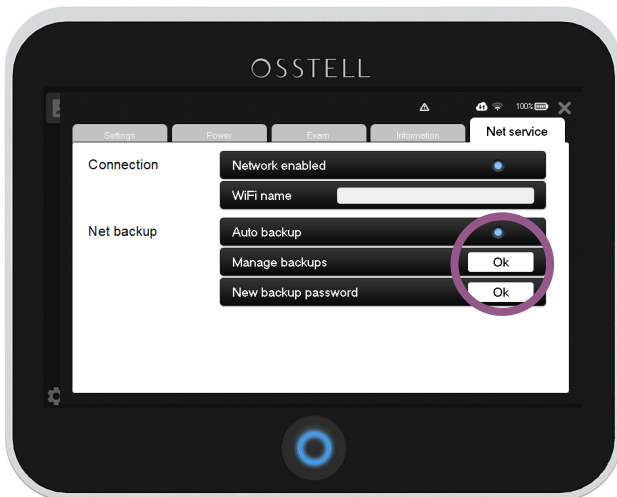 OSSTELL
100%
Settings Power Exam Information Net service
Connection Network enabled
WiFi name
Net backup Auto backup
Manage backups Ok
New backup password Ok